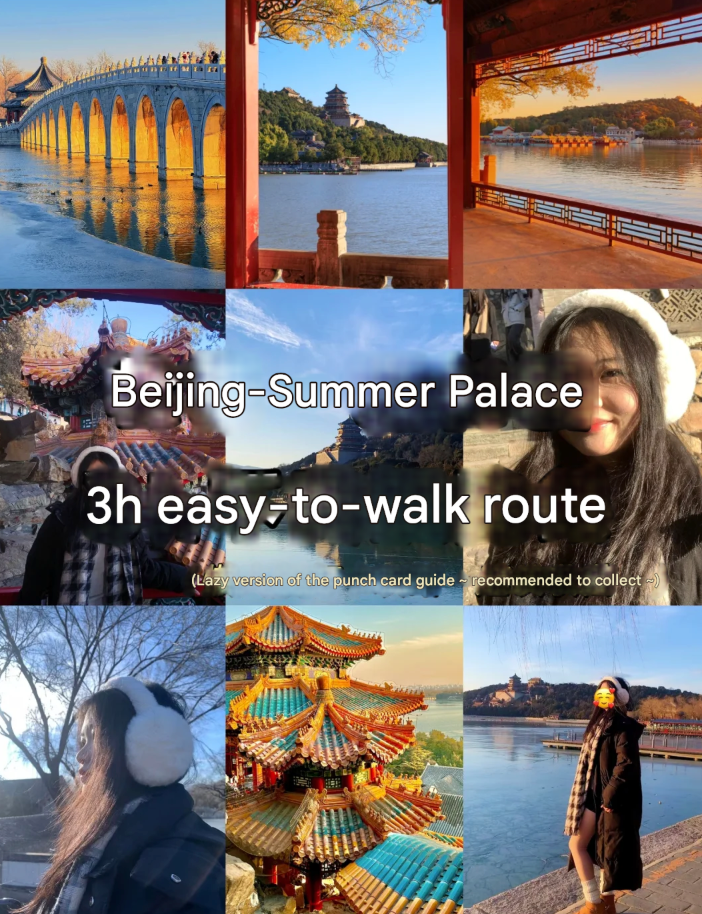 Beijing-Summer Palace
3h easy-to-walk route
(Lazy version of the punch card guide ~ recommended to collect ~)